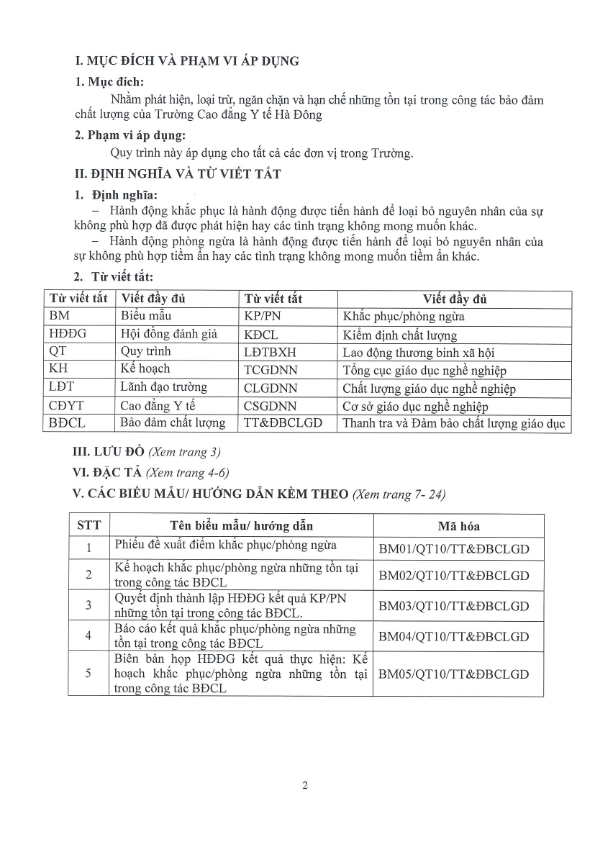 I. MỤC ĐÍCH VÀ PHẠM VI ÁP DỤNG
1. Mục đích:
Nhằm phát hiện, loại trừ, ngăn chặn và hạn chế những tồn tại trong công tác bảo đảm
chất lượng của Trường Cao đẳng Y tế Hà Đông
2. Phạm vi áp dụng:
Quy trình này áp dụng cho tất cả các đơn vị trong Trường.
II. ĐỊNH NGHĨA VÀ TỪ VIẾT TẮT
1. Định nghĩa:
– Hành động khắc phục là hành động được tiến hành để loại bỏ nguyên nhân của sự
không phù hợp đã được phát hiện hay các tình trạng không mong muốn khác.
– Hành động phòng ngừa là hành động được tiến hành để loại bỏ nguyên nhân của
sự không phù hợp tiềm ẩn hay các tình trạng không mong muốn tiềm ẩn khác.
2. Từ viết tắt:
Từ viết tắt Viết đầy đủ Từ viết tắt Viết đầy đủ
BM Biểu mẫu KP/PN Khắc phục/phòng ngừa
HĐĐG Hội đồng đánh giá KĐCL Kiểm định chất lượng
QT Quy trình LĐTBXH Lao động thương binh xã hội
KH Kế hoạch TCGDNN Tổng cục giáo dục nghề nghiệp
LĐT Lãnh đạo trường CLGDNN Chất lượng giáo dục nghề nghiệp
CĐYT Cao đẳng Y tế CSGDNN Cơ sở giáo dục nghề nghiệp
BĐCL Bảo đảm chất lượng TT&ĐBCLGD Thanh tra và Đảm bảo chất lượng giáo dục
III. LƯU ĐỒ (Xem trang 3)
VI. ĐẶC TẢ (Xem trang 4-6)
V. CÁC BIỂU MẪU/ HƯỚNG DẪN KÈM THEO (Xem trang 7- 24)
STT Tên biểu mẫu/ hướng dẫn Mã hóa
1 Phiếu đề xuất điểm khắc phục/phòng ngừa BM01/QT10/TT&ĐBCLGD
2 Kế hoạch khắc phục/phòng ngừa những tồn tại
trong công tác BĐCL BM02/QT10/TT&ĐBCLGD
3 Quyết định thành lập HĐĐG kết quả KP/PN
những tồn tại trong công tác BĐCL. BM03/QT10/TT&ĐBCLGD
4 Báo cáo kết quả khắc phục/phòng ngừa những
tồn tại trong công tác BĐCL BM04/QT10/TT&ĐBCLGD
5 Biên bản họp HĐĐG kết quả thực hiện: Kế
hoạch khắc phục/phòng ngừa những tồn tại
trong công tác BĐCL BM05/QT10/TT&ĐBCLGD
2